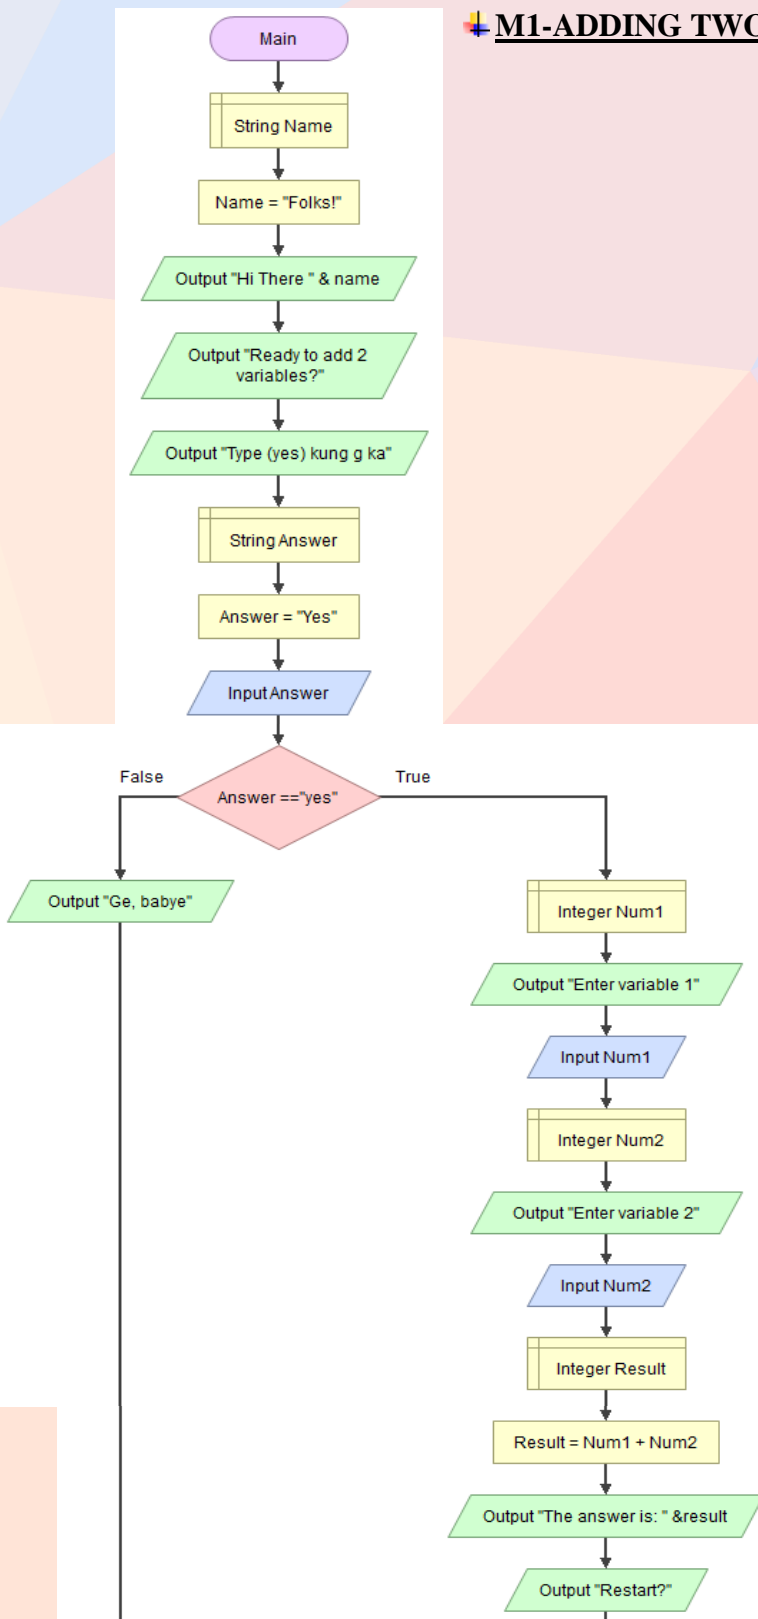 M1-ADDING TWO
Main
String Name
Name = "Folks!"
Output "Hi There " & name
Output "Ready to add 2
variables?"
Output "Type (yes) kung g ka"
String Answer
Answer = "Yes"
Input Answer
False
True
Answer =="yes"
Output "Ge, babye"
Integer Num1
Output "Enter variable 1"
Input Num1
Integer Num2
Output "Enter variable 2"
Input Num2
Integer Result
Result = Num1 + Num2
Output "The answer is: " &result
Output "Restart?"